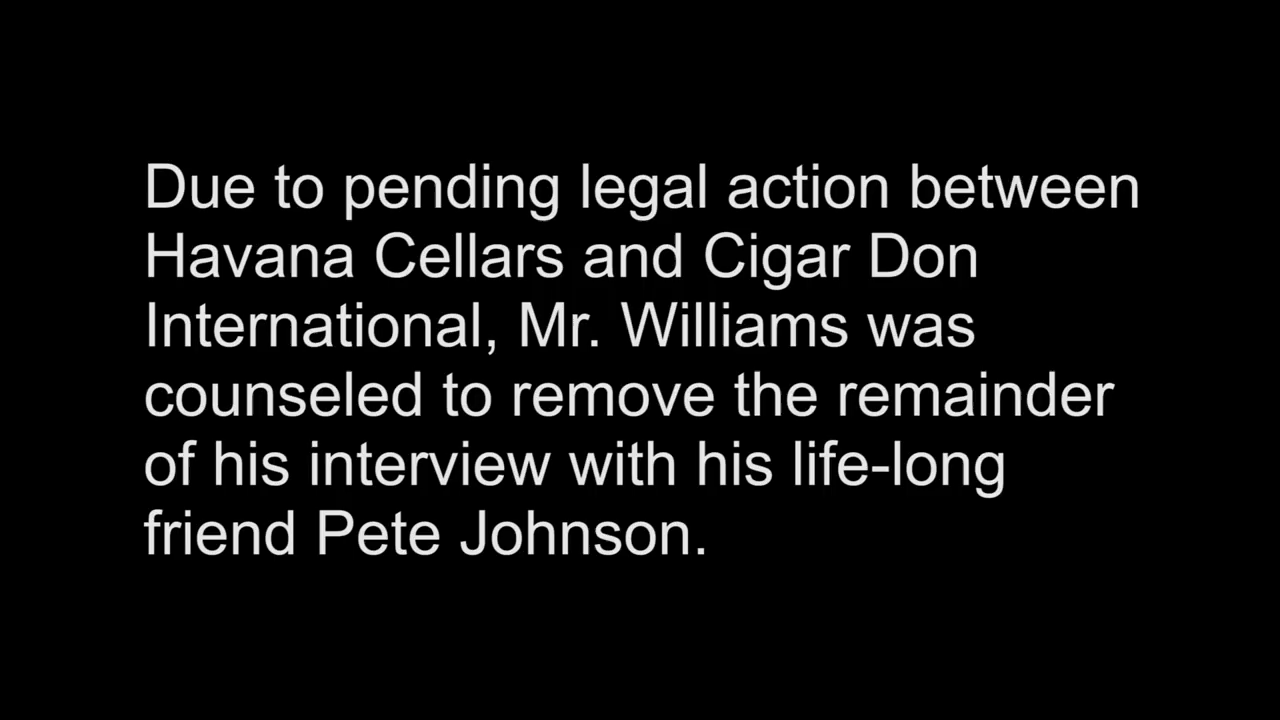 Due to pending legal action between
Havana Cellars and Cigar Don
International, Mr. Williams was
counseled to remove the remainder
of his interview with his life-long
friend Pete Johnson.